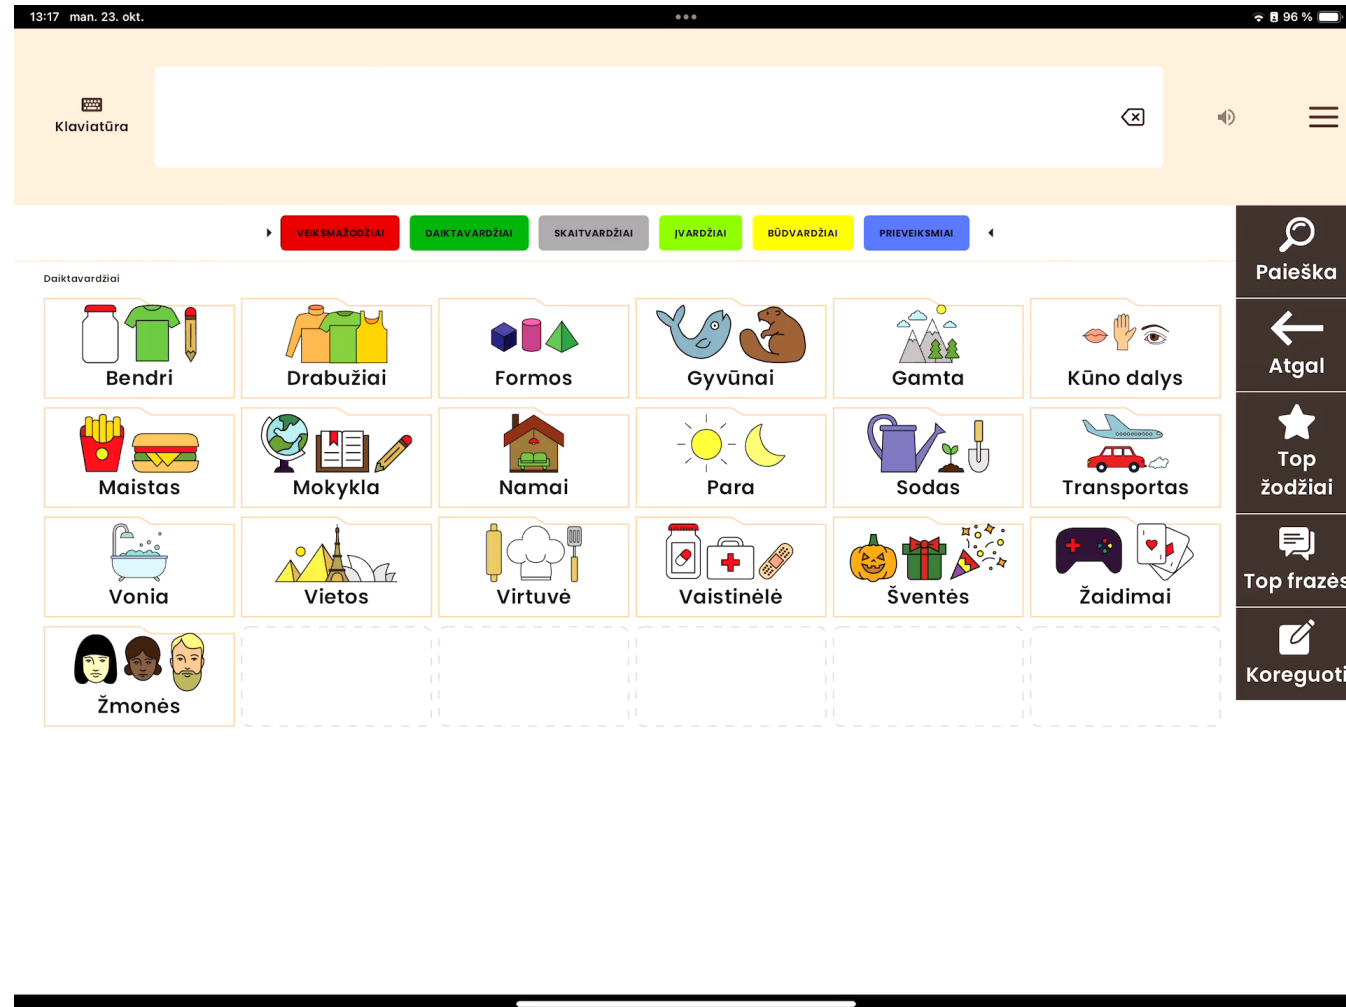 13:17 man. 23. okt.
96 %
Klaviatūra
VEIKSMAŽODŽIAI DAIKTAVARDŽIAI SKAITVARDŽIAI ĮVARDŽIAI BŪDVARDŽIAI PRIEVEIKSMIAI
Daiktavardžiai
Bendri Drabužiai Formos Gyvūnai Gamta Kūno dalys
Maistas Mokykla Namai Para Sodas Transportas
Vonia Vietos Virtuvė Vaistinėlė Šventės Žaidimai
Žmonės
Paieška
Atgal
Top
žodžiai
Top frazės
Koreguoti